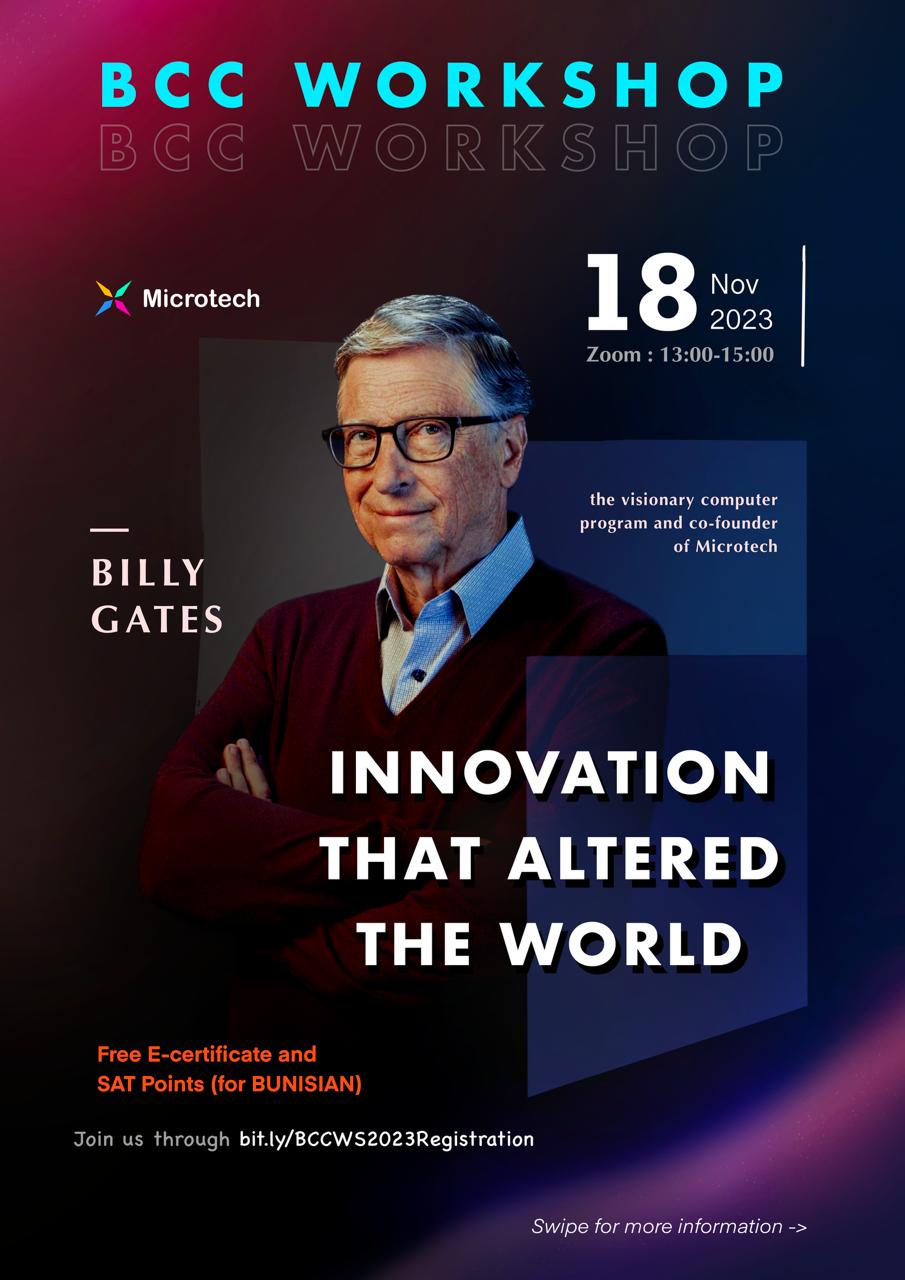 BCC WORKSHOP
BCC WORKSHOP
Microtech
18 Nov
2023
Zoom : 13:00-15:00
the visionary computer
program and co-founder
of Microtech
BILLY
GATES
INNOVATION
THAT ALTERED
THE WORLD
Free E-certificate and
SAT Points (for BUNISIAN)
Join us through bit.ly/BCCWS2023Registration
Swipe for more information ->